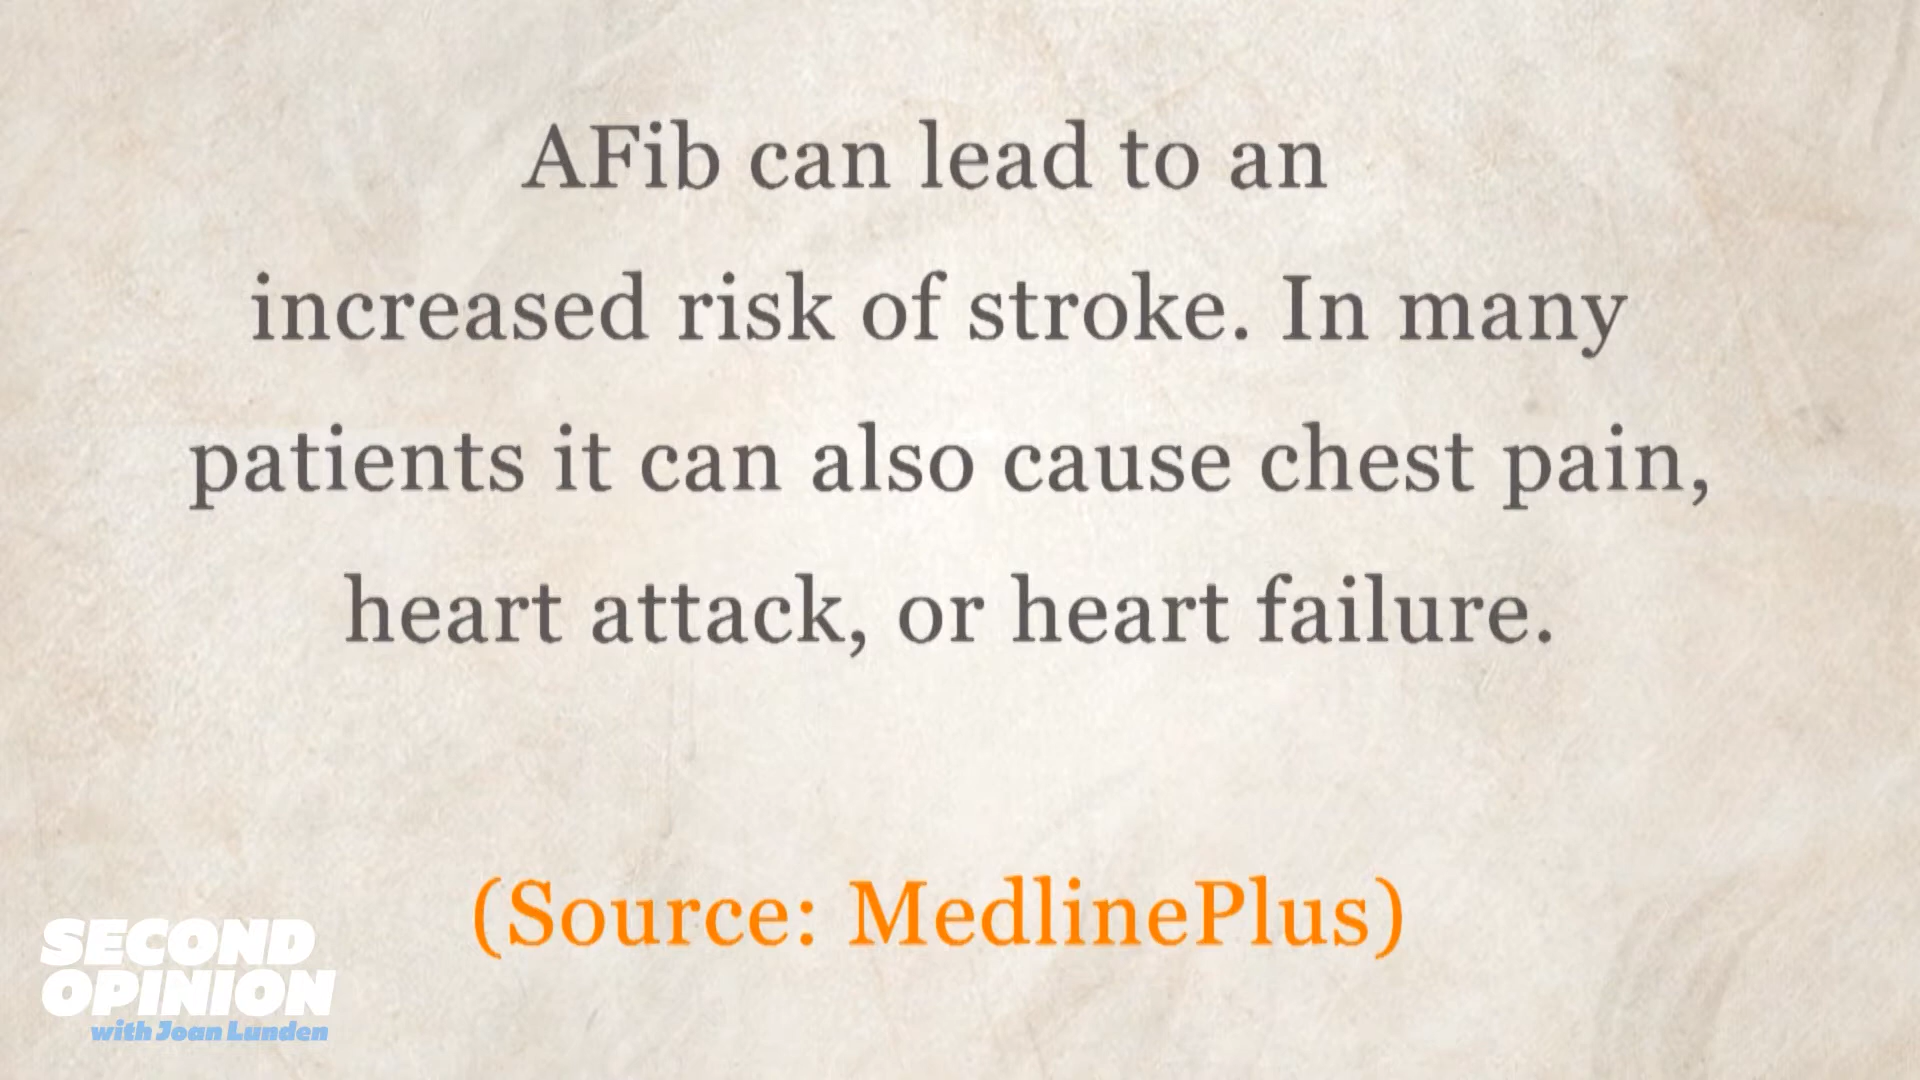 AFib can lead to an
increased risk of stroke. In many
patients it can also cause chest pain,
heart attack, or heart failure.
(Source: MedlinePlus)
SECOND
OPINION
with Joan Lunden